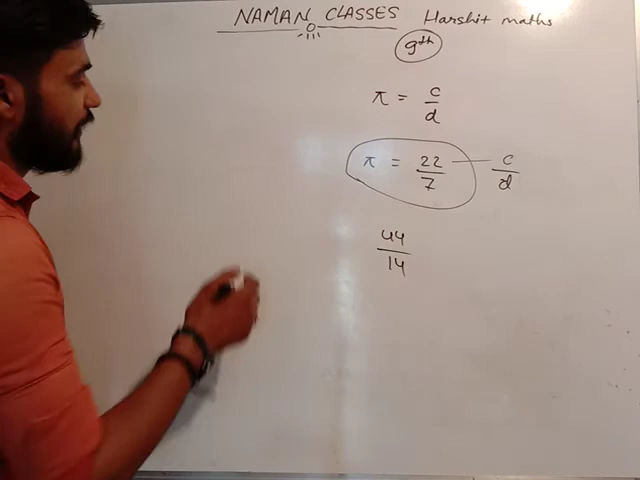 NAMAN CLASSES Harshit maths
9th
π = c/d
π = 22/7 — c/d
44/14